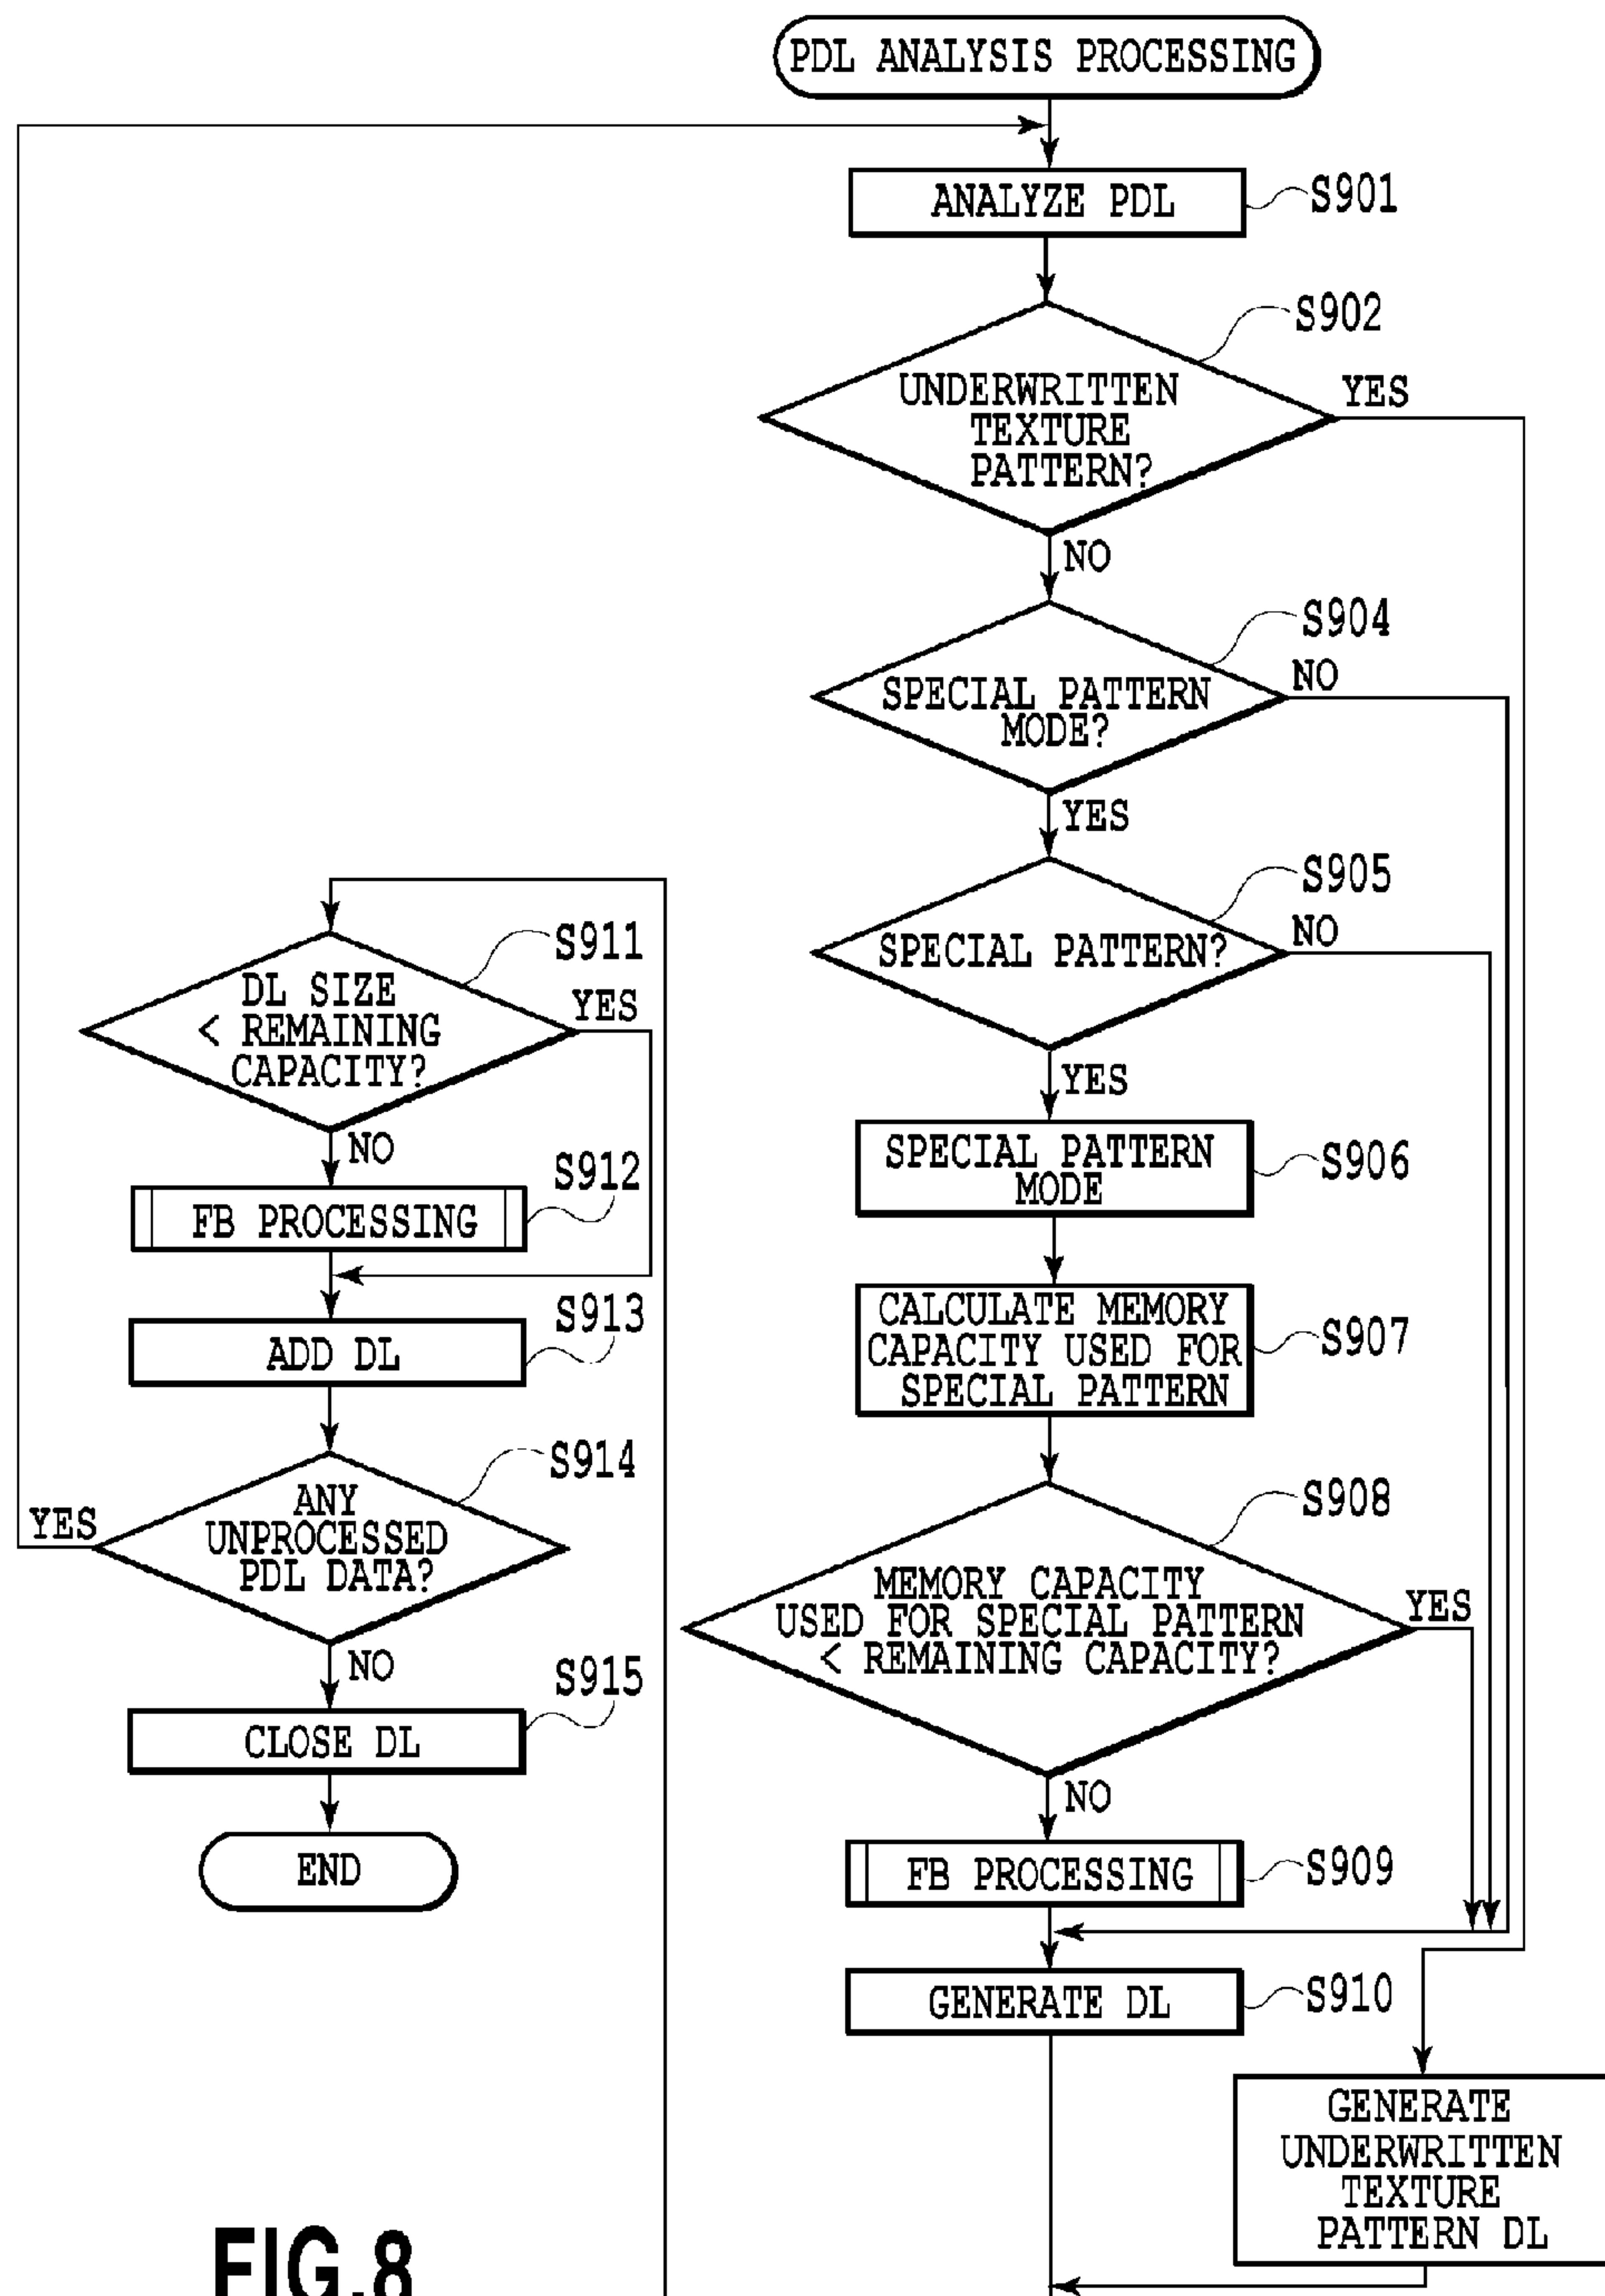 PDL ANALYSIS PROCESSING
ANALYZE PDL
S901
S902
UNDERWRITTEN
TEXTURE
PATTERN?
YES
NO
S904
SPECIAL PATTERN
MODE?
NO
YES
S905
SPECIAL PATTERN?
NO
YES
SPECIAL PATTERN
MODE
S906
CALCULATE MEMORY
CAPACITY USED FOR
SPECIAL PATTERN
S907
S908
MEMORY CAPACITY
USED FOR SPECIAL PATTERN
< REMAINING CAPACITY?
YES
NO
FB PROCESSING
S909
GENERATE DL
S910
GENERATE
UNDERWRITTEN
TEXTURE
PATTERN DL
S911
DL SIZE
< REMAINING
CAPACITY?
YES
NO
S912
FB PROCESSING
S913
ADD DL
S914
ANY
UNPROCESSED
PDL DATA?
YES
NO
S915
CLOSE DL
END
FIG.8